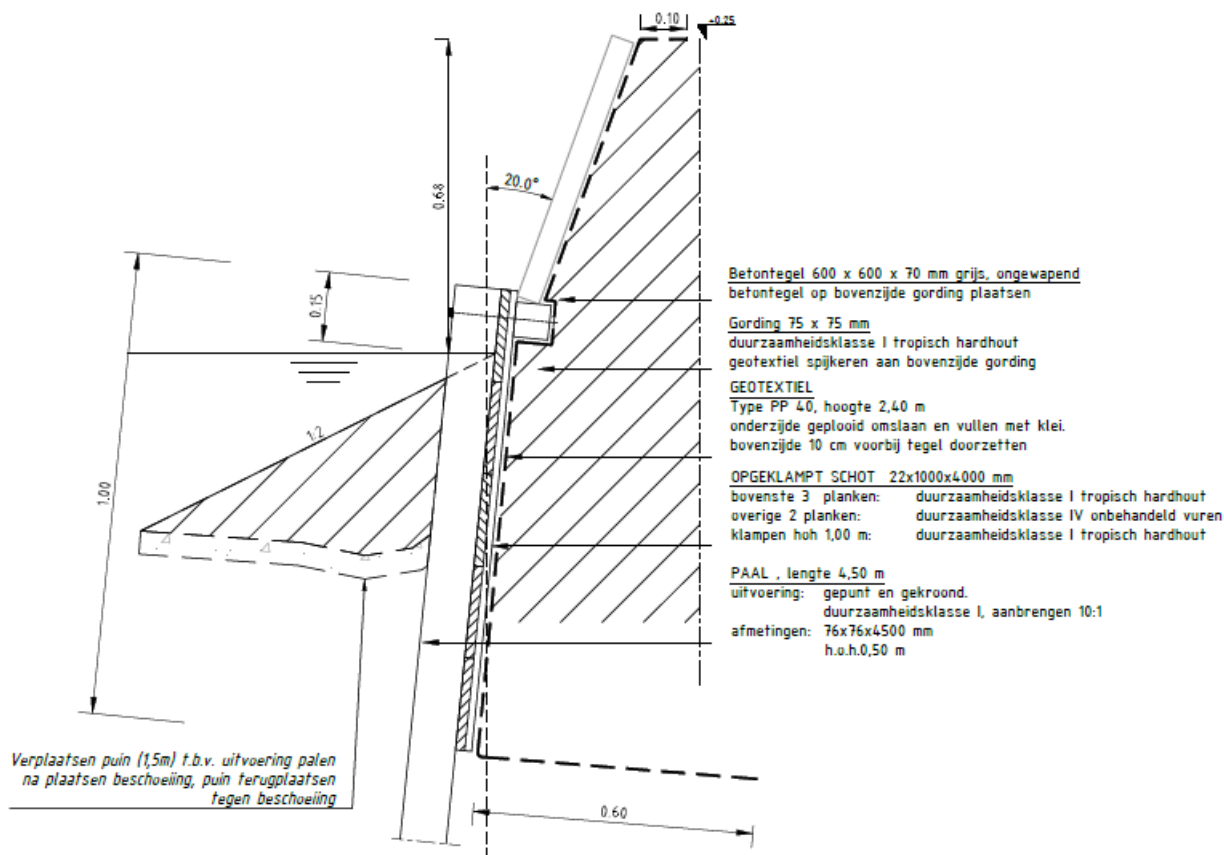 0.10
+0.25
0.68
20.0°
0.15
1:2
1.00
Betontegel 600 x 600 x 70 mm grijs, ongewapend
betontegel op bovenzijde gording plaatsen
Gording 75 x 75 mm
duurzaamheidsklasse I tropisch hardhout
geotextiel spijkeren aan bovenzijde gording
GEOTEXTIEL
Type PP 40, hoogte 2,40 m
onderzijde geplooid omslaan en vullen met klei.
bovenzijde 10 cm voorbij tegel doorzetten
OPGEKLAMPT SCHOT 22x1000x4000 mm
bovenste 3 planken: duurzaamheidsklasse I tropisch hardhout
overige 2 planken: duurzaamheidsklasse IV onbehandeld vuren
klampen hoh 1,00 m: duurzaamheidsklasse I tropisch hardhout
PAAL , lengte 4,50 m
uitvoering: gepunt en gekroond.
duurzaamheidsklasse I, aanbrengen 10:1
afmetingen: 76x76x4500 mm
h.o.h.0,50 m
Verplaatsen puin (1,5m) t.b.v. uitvoering palen
na plaatsen beschoeiing, puin terugplaatsen
tegen beschoeiing
0.60